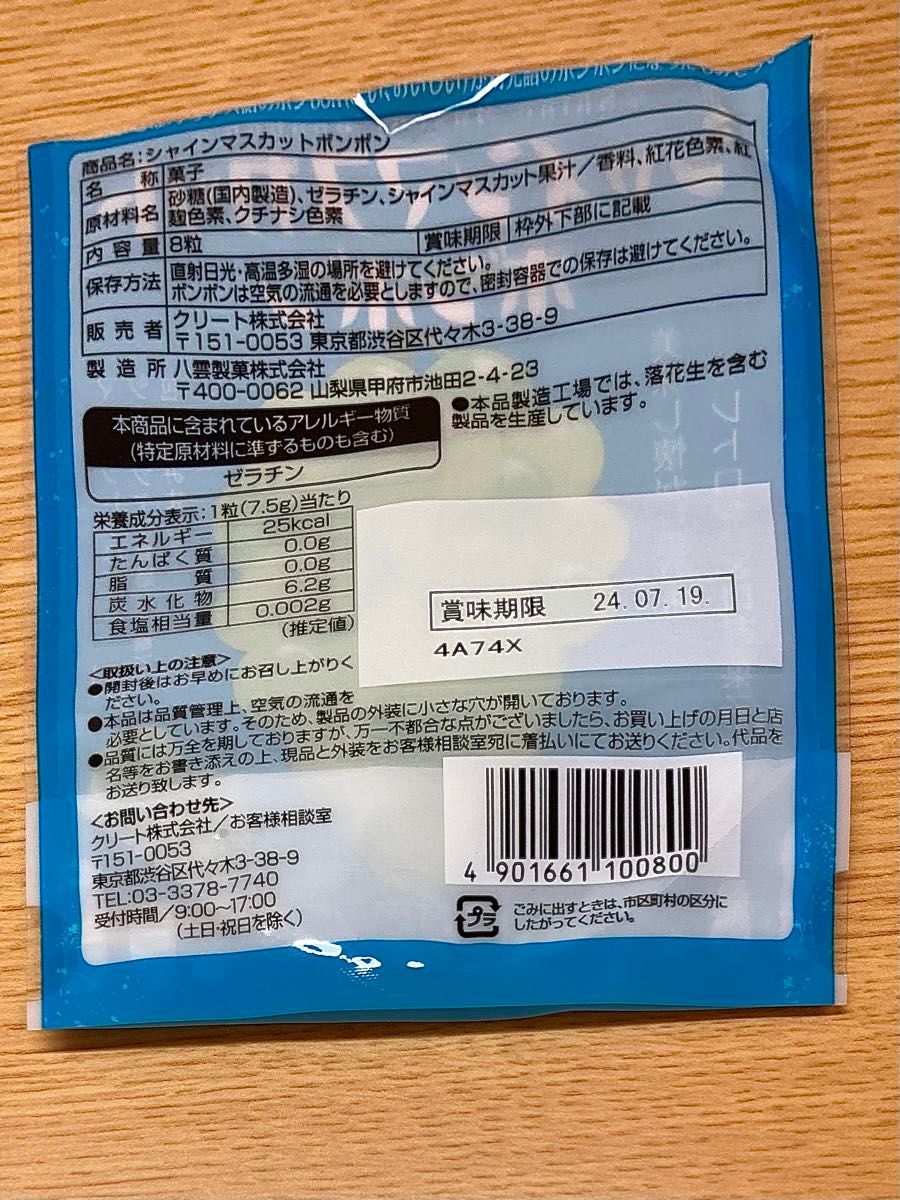 商品名:シャインマスカットボンボン
名称 菓子
原材料名 砂糖(国内製造)、ゼラチン、シャインマスカット果汁/香料、紅花色素、紅
麹色素、クチナシ色素
内容量 8粒 賞味期限 枠外下部に記載
保存方法 直射日光・高温多湿の場所を避けてください。
ボンボンは空気の流通を必要としますので、密封容器での保存は避けてください。
販売者 クリート株式会社
〒151-0053 東京都渋谷区代々木3-38-9
製造所 八雲製菓株式会社
〒400-0062 山梨県甲府市池田2-4-23
本商品に含まれているアレルギー物質
(特定原材料に準ずるものも含む)
ゼラチン
●本品製造工場では、落花生を含む
製品を生産しています。
栄養成分表示:1粒(7.5g)当たり
エネルギー 25kcal
たんぱく質 0.0g
脂質 0.0g
炭水化物 6.2g
食塩相当量 0.002g
(推定値)
賞味期限 24.07.19.
4A74X
<取扱い上の注意>
●開封後はお早めにお召し上がりく
ださい。
●本品は品質管理上、空気の流通を
必要としています。そのため、製品の外装に小さな穴が開いております。
●品質には万全を期しておりますが、万一不都合な点がございましたら、お買い上げの月日と店
名等をお書き添えの上、現品と外装をお客様相談室宛に着払いにてお送りください。代品を
お送り致します。
<お問い合わせ先>
クリート株式会社/お客様相談室
〒151-0053
東京都渋谷区代々木3-38-9
TEL:03-3378-7740
受付時間/9:00~17:00
(土日・祝日を除く)
4 901661 100800
プラ
ごみに出すときは、市区町村の区分に
したがってください。